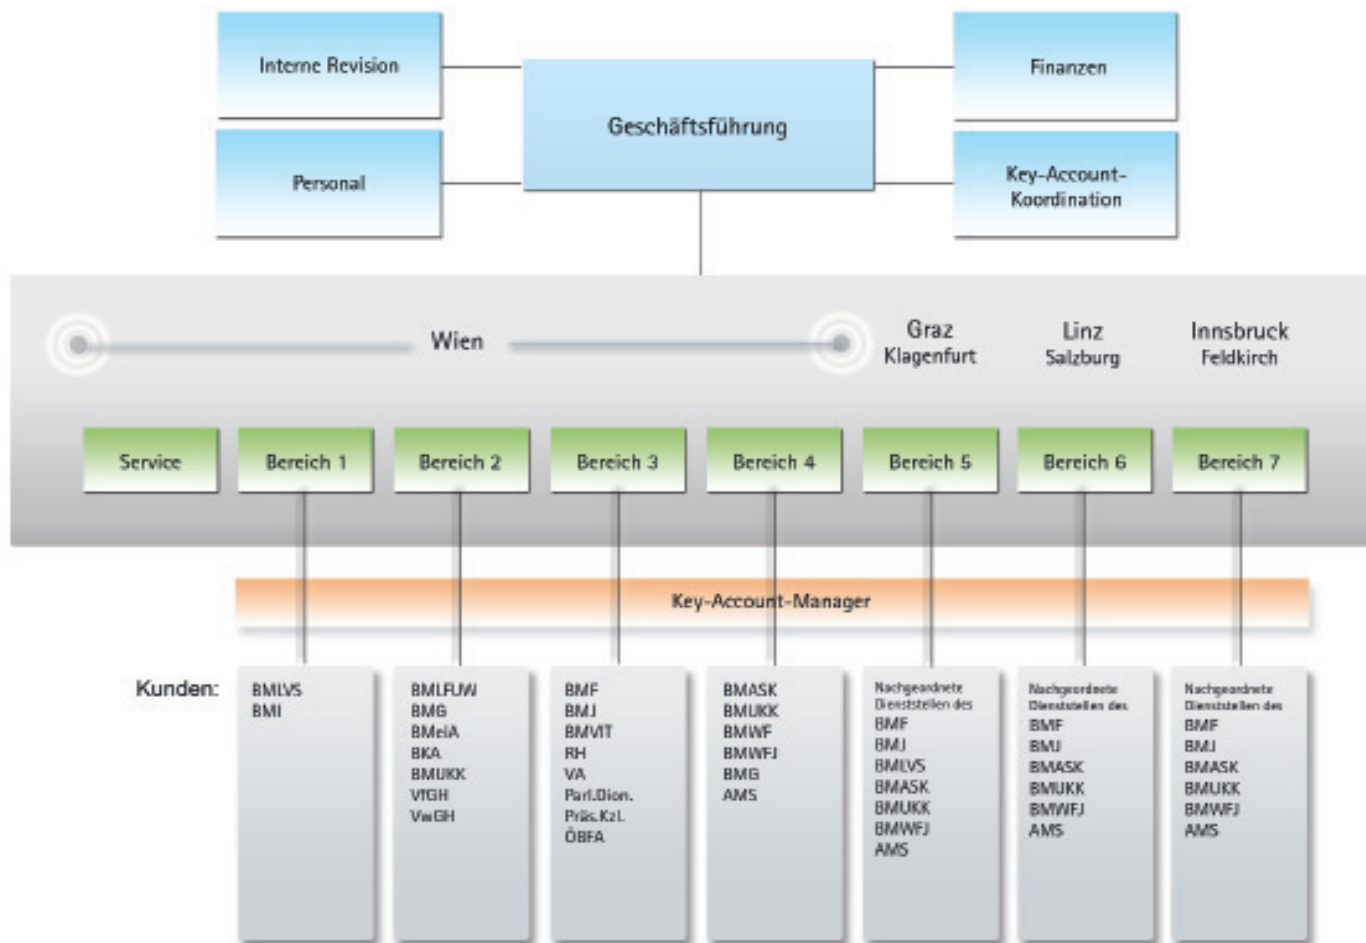 Interne Revision
Finanzen
Geschäftsführung
Personal
Key-Account-
Koordination
Wien
Graz
Klagenfurt
Linz
Salzburg
Innsbruck
Feldkirch
Service
Bereich 1
Bereich 2
Bereich 3
Bereich 4
Bereich 5
Bereich 6
Bereich 7
Key-Account-Manager
Kunden:
BMLVS
BMI
BMLFUW
BMG
BMeiA
BKA
BMUKK
VfGH
VwGH
BMF
BMJ
BMVIT
RH
VA
Parl.Dion.
Präs.Kzl.
ÖBFA
BMASK
BMUKK
BMWF
BMWFJ
BMG
AMS
Nachgeordnete
Dienststellen des
BMF
BMJ
BMLVS
BMASK
BMUKK
BMWFJ
AMS
Nachgeordnete
Dienststellen des
BMF
BMJ
BMASK
BMUKK
BMWFJ
AMS
Nachgeordnete
Dienststellen des
BMF
BMJ
BMASK
BMUKK
BMWFJ
AMS